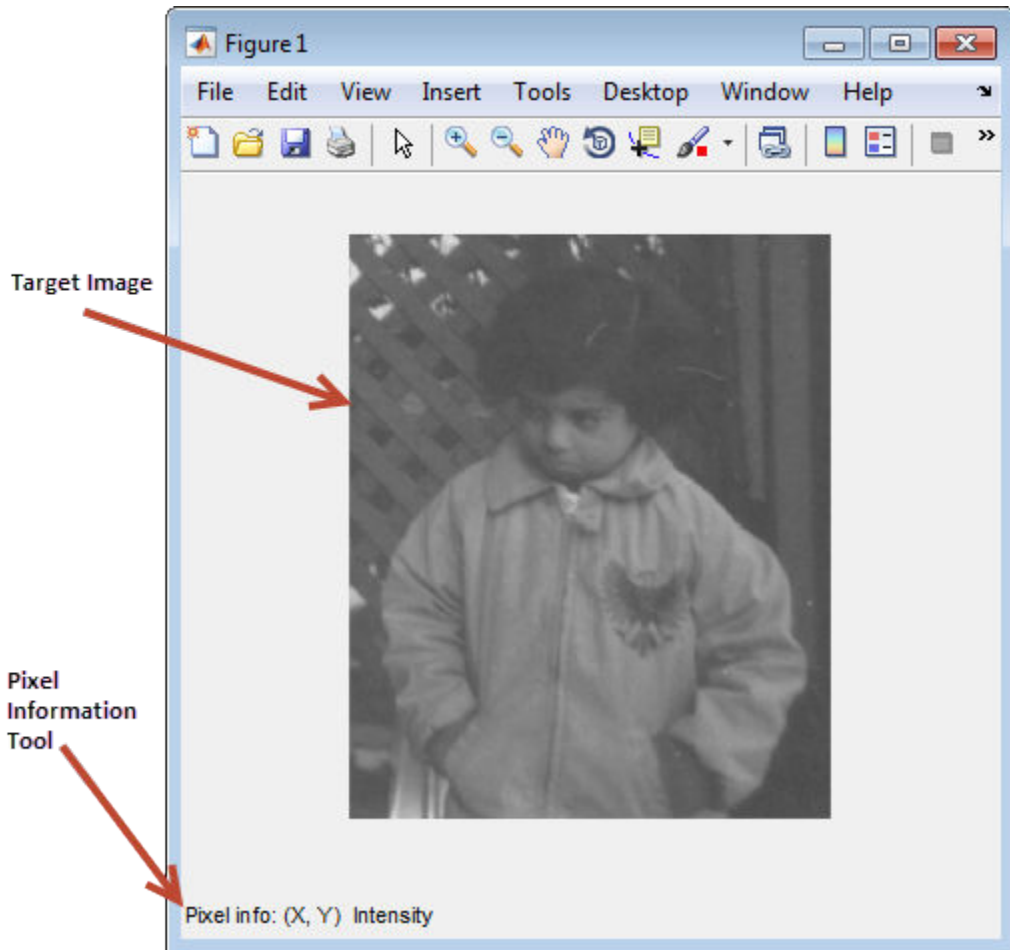 Figure 1
File Edit View Insert Tools Desktop Window Help
Target Image
Pixel
Information
Tool
Pixel info: (X, Y) Intensity